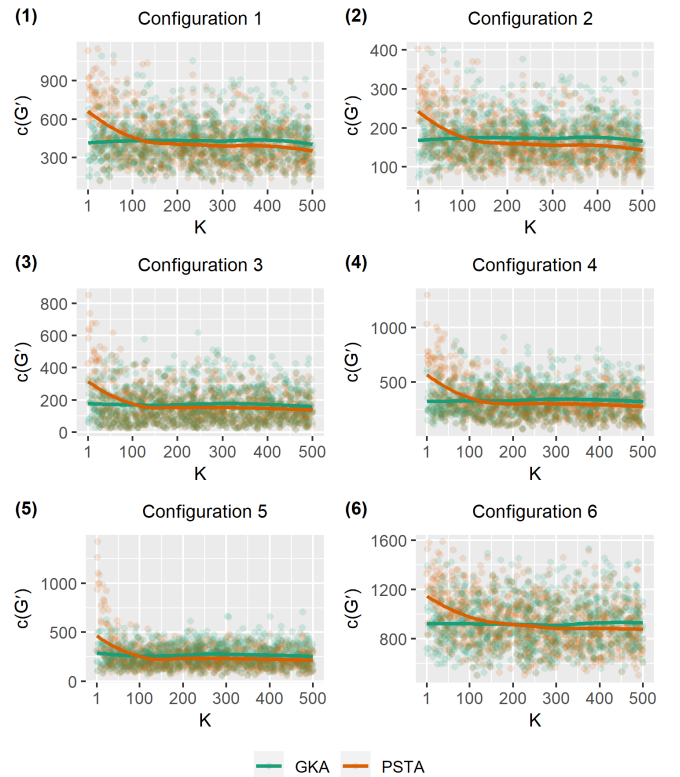 (1) Configuration 1
c(G′)
900
600
300
1 100 200 300 400 500
K
(2) Configuration 2
c(G′)
400
300
200
100
1 100 200 300 400 500
K
(3) Configuration 3
c(G′)
800
600
400
200
0
1 100 200 300 400 500
K
(4) Configuration 4
c(G′)
1000
500
1 100 200 300 400 500
K
(5) Configuration 5
c(G′)
1000
500
0
1 100 200 300 400 500
K
(6) Configuration 6
c(G′)
1600
1200
800
1 100 200 300 400 500
K
GKA PSTA